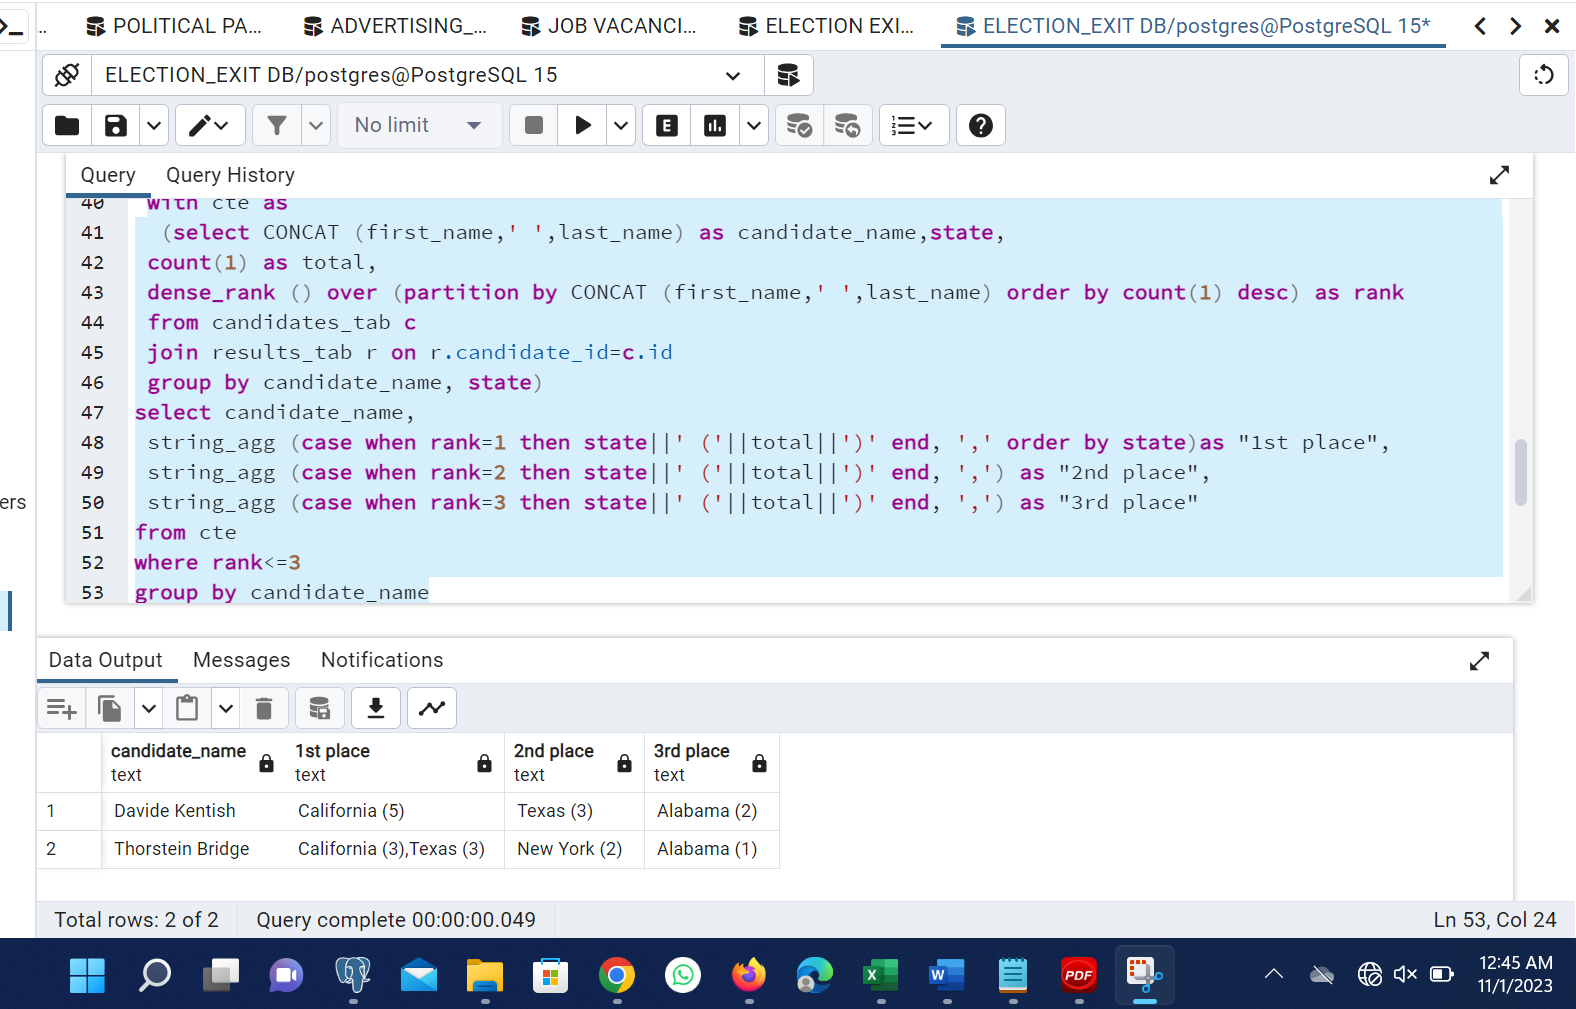 .. POLITICAL PA... ADVERTISING_... JOB VACANCI... ELECTION EXI... ELECTION_EXIT DB/postgres@PostgreSQL 15*
ELECTION_EXIT DB/postgres@PostgreSQL 15
No limit E
Query Query History
40 with cte as
41 (select CONCAT (first_name,' ',last_name) as candidate_name,state,
42 count(1) as total,
43 dense_rank () over (partition by CONCAT (first_name,' ',last_name) order by count(1) desc) as rank
44 from candidates_tab c
45 join results_tab r on r.candidate_id=c.id
46 group by candidate_name, state)
47 select candidate_name,
48 string_agg (case when rank=1 then state||' ('||total||')' end, ',' order by state)as "1st place",
49 string_agg (case when rank=2 then state||' ('||total||')' end, ',') as "2nd place",
50 string_agg (case when rank=3 then state||' ('||total||')' end, ',') as "3rd place"
ers
51 from cte
52 where rank<=3
53 group by candidate_name
Data Output Messages Notifications
candidate_name 1st place 2nd place 3rd place
text text text text
1 Davide Kentish California (5) Texas (3) Alabama (2)
2 Thorstein Bridge California (3),Texas (3) New York (2) Alabama (1)
Total rows: 2 of 2 Query complete 00:00:00.049 Ln 53, Col 24
X W PDF 12:45 AM
11/1/2023